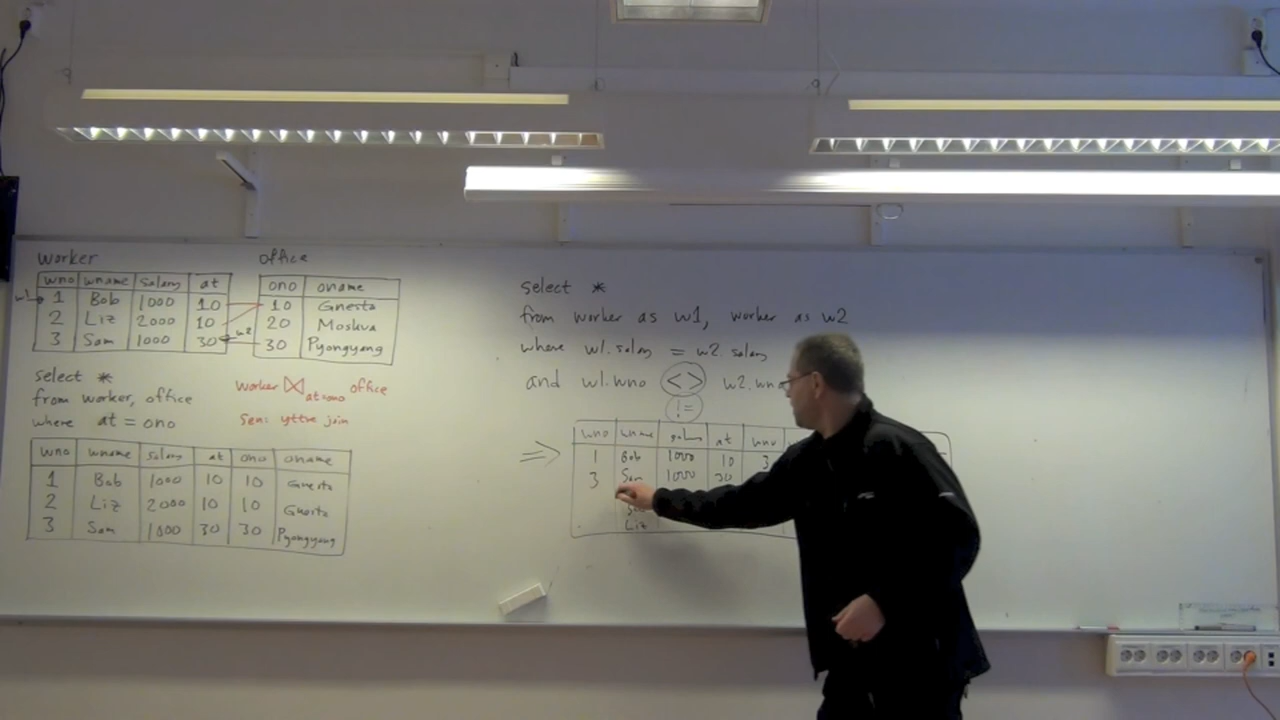 worker
wno wname salary at
w1 1 Bob 1000 10
2 Liz 2000 10
3 Sam 1000 30 w2
office
ono oname
10 Gnesta
20 Moskva
30 Pyongyang
select *
from worker, office
where at = ono
worker ⋈ at=ono office
Sen: yttre join
wno wname salary at ono oname
1 Bob 1000 10 10 Gnesta
2 Liz 2000 10 10 Gnesta
3 Sam 1000 30 30 Pyongyang
select *
from worker as w1, worker as w2
where w1.salary = w2.salary
and w1.wno <> w2.wno
!=
⇒
wno wname salary at wno
1 Bob 1000 10 3
3 Sam 1000 30
Liz